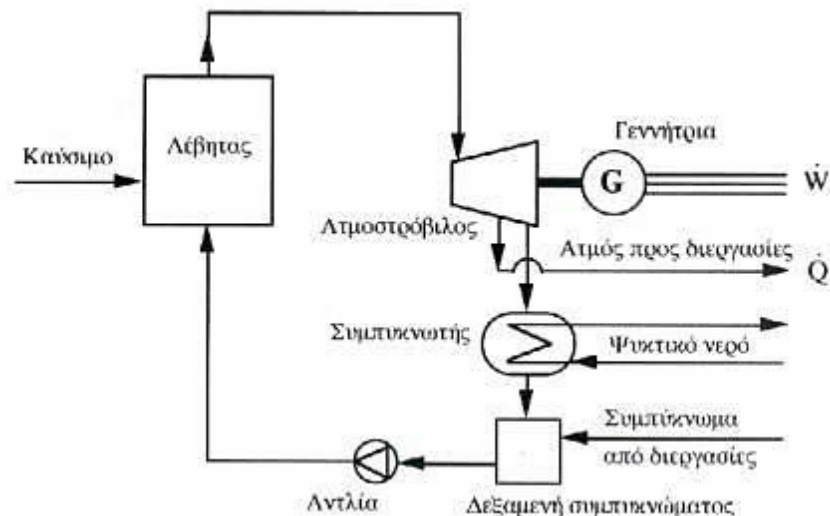 Γεννήτρια
Λέβητας
Καύσιμο
G
Ẇ
Ατμοστρόβιλος
Ατμός προς διεργασίες
Q̇
Συμπυκνωτής
Ψυκτικό νερό
Συμπύκνωμα
από διεργασίες
Αντλία
Δεξαμενή συμπυκνώματος